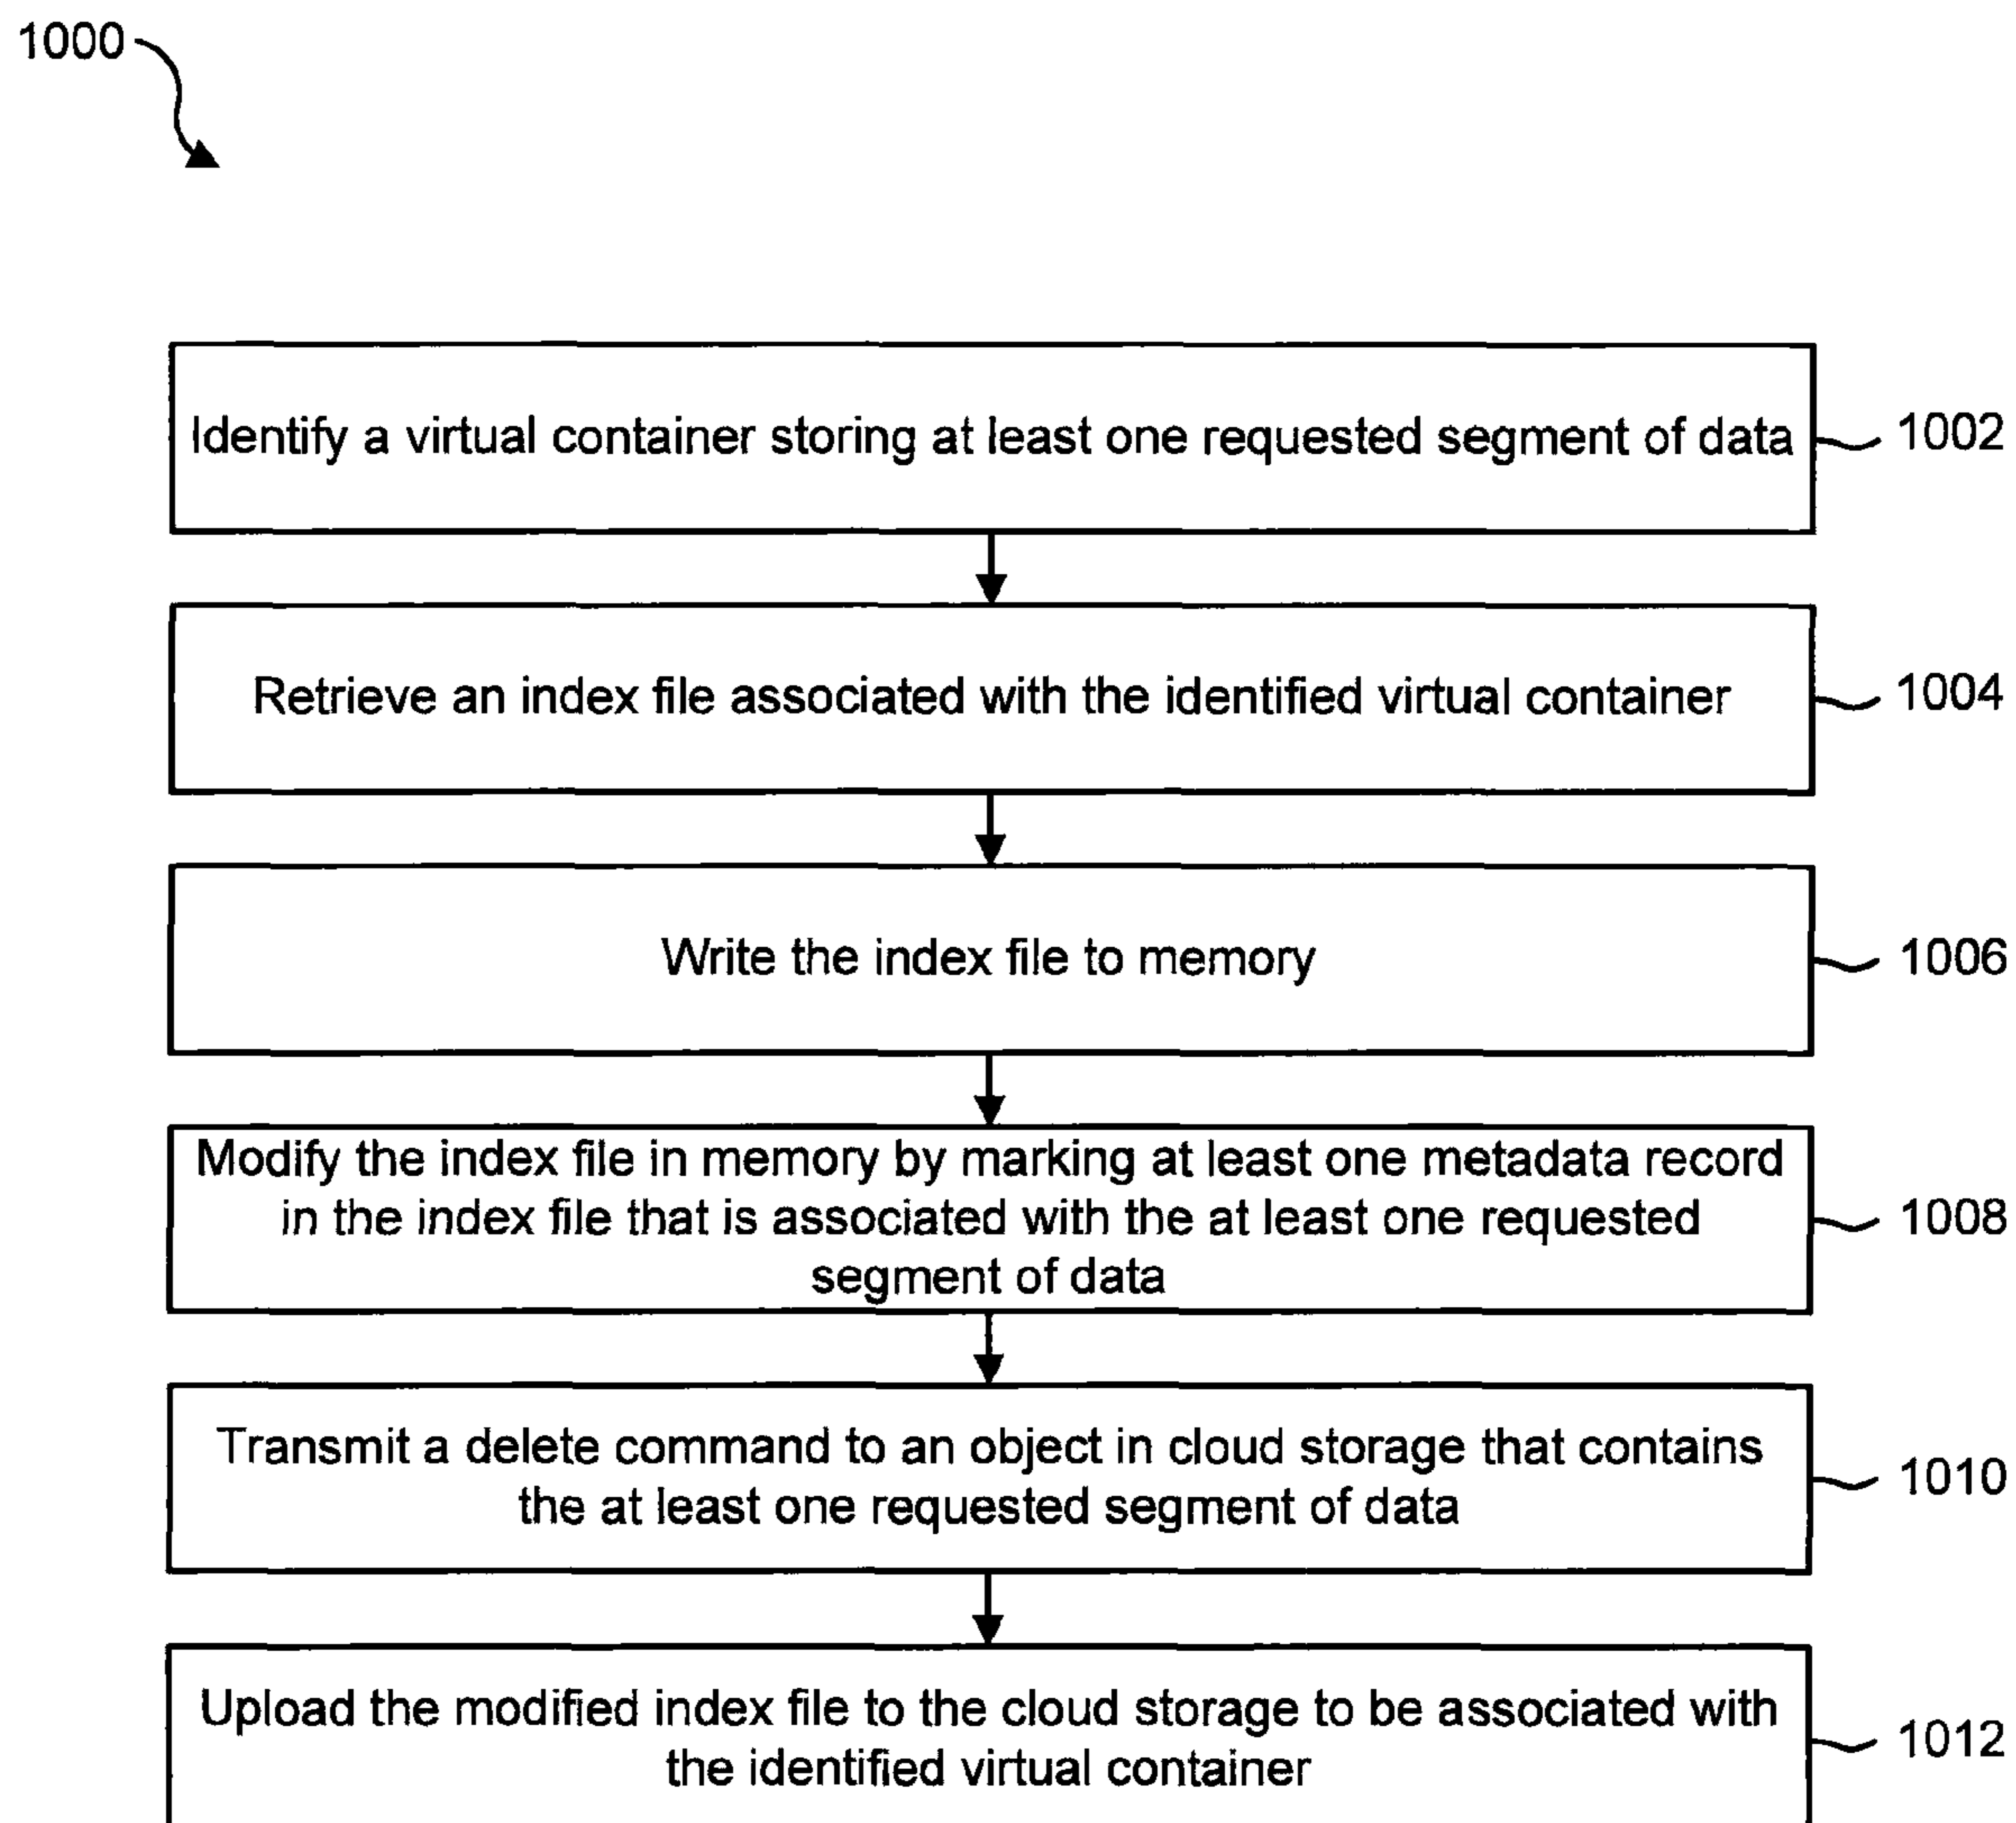 1000
Identify a virtual container storing at least one requested segment of data
1002
Retrieve an index file associated with the identified virtual container
1004
Write the index file to memory
1006
Modify the index file in memory by marking at least one metadata record
in the index file that is associated with the at least one requested
segment of data
1008
Transmit a delete command to an object in cloud storage that contains
the at least one requested segment of data
1010
Upload the modified index file to the cloud storage to be associated with
the identified virtual container
1012